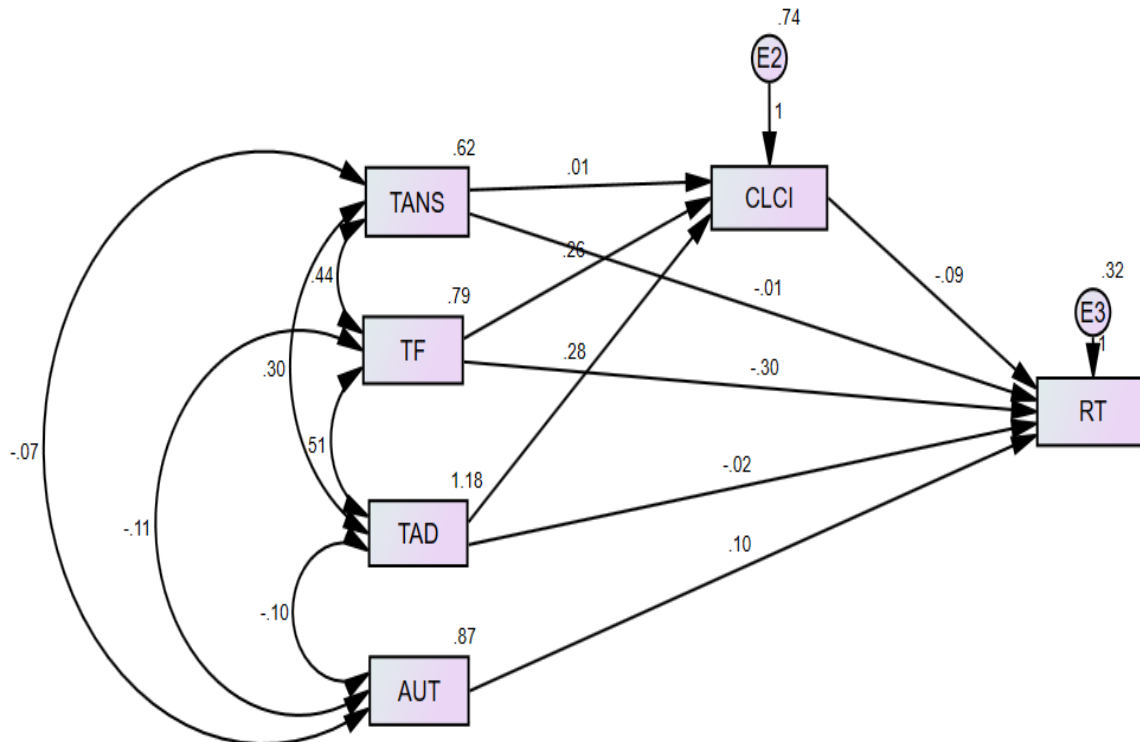 .74
E2
1
.62
.01
TANS
CLCI
.44
.26
-.09
.32
-.01
E3
1
.79
TF
.30
.28
-.30
RT
-.07
.51
1.18
-.02
-.11
TAD
.10
-.10
.87
AUT